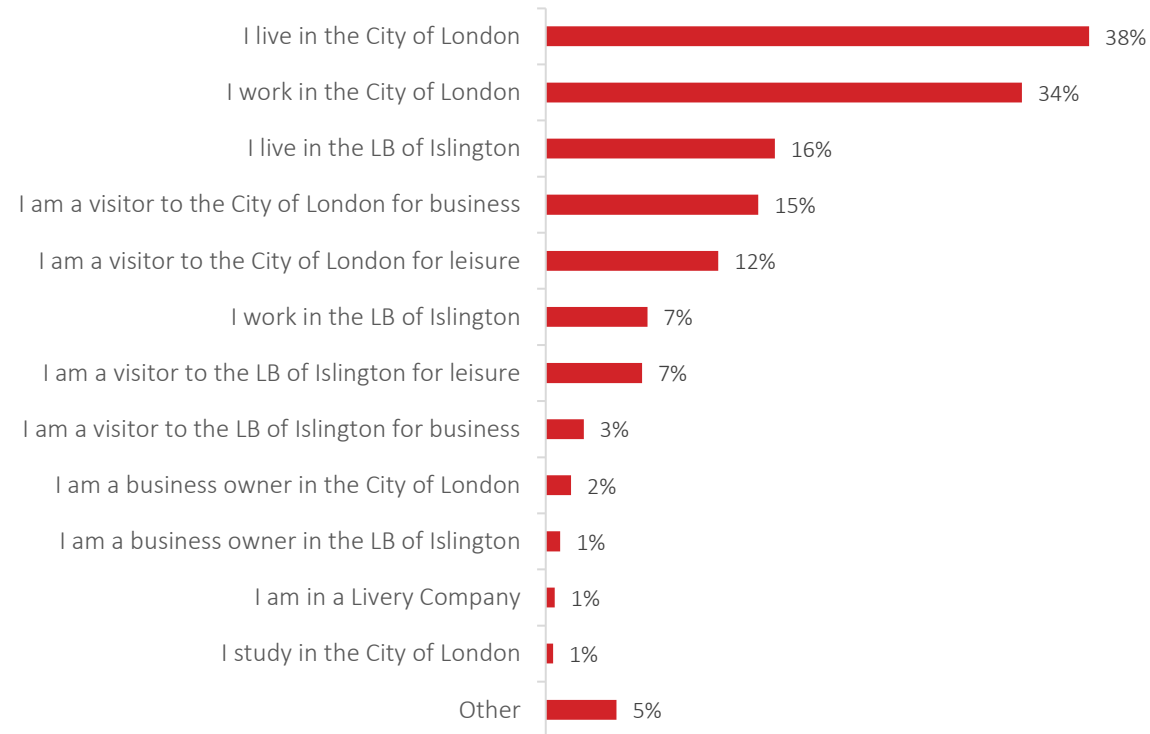 I live in the City of London 38%
I work in the City of London 34%
I live in the LB of Islington 16%
I am a visitor to the City of London for business 15%
I am a visitor to the City of London for leisure 12%
I work in the LB of Islington 7%
I am a visitor to the LB of Islington for leisure 7%
I am a visitor to the LB of Islington for business 3%
I am a business owner in the City of London 2%
I am a business owner in the LB of Islington 1%
I am in a Livery Company 1%
I study in the City of London 1%
Other 5%